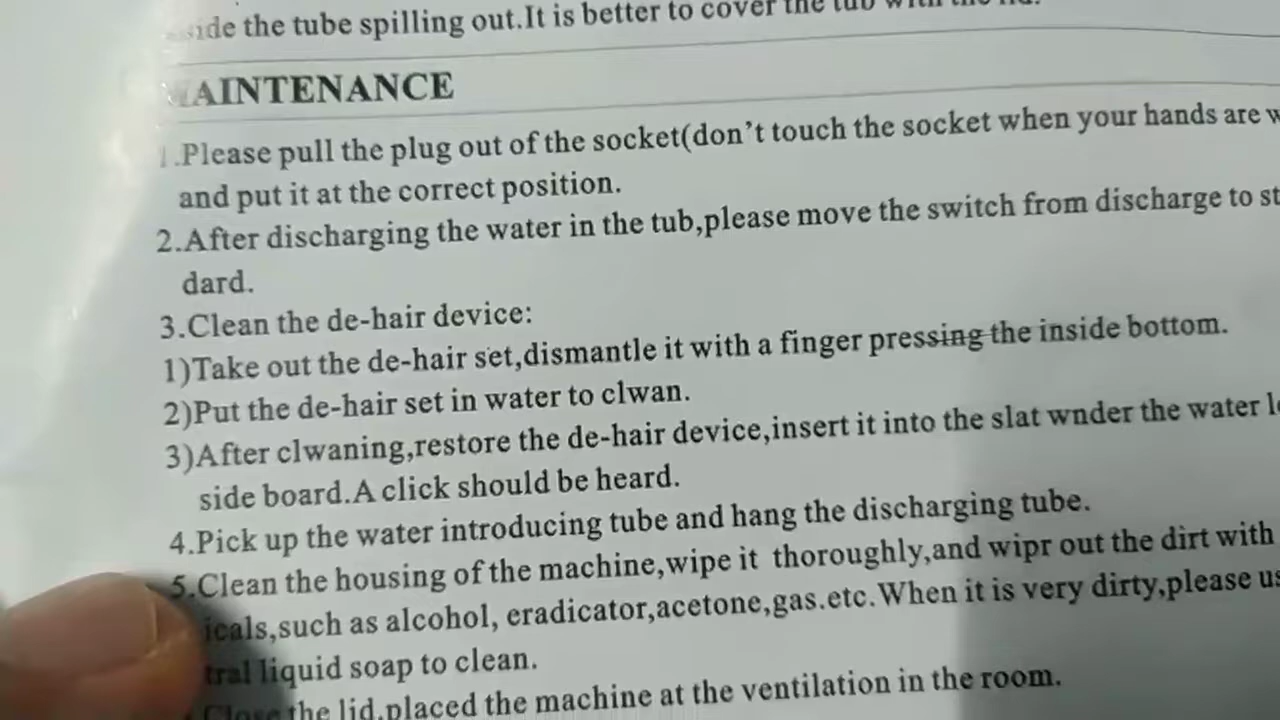 side the tube spilling out.It is better to cover the tub with the lid.
MAINTENANCE
1.Please pull the plug out of the socket(don't touch the socket when your hands are
and put it at the correct position.
2.After discharging the water in the tub,please move the switch from discharge to
dard.
3.Clean the de-hair device:
1)Take out the de-hair set,dismantle it with a finger pressing the inside bottom.
2)Put the de-hair set in water to clwan.
3)After clwaning,restore the de-hair device,insert it into the slat wnder the water
side board.A click should be heard.
4.Pick up the water introducing tube and hang the discharging tube.
5.Clean the housing of the machine,wipe it thoroughly,and wipr out the dirt with
icals,such as alcohol, eradicator,acetone,gas.etc.When it is very dirty,please
tral liquid soap to clean.
Close the lid,placed the machine at the ventilation in the room.